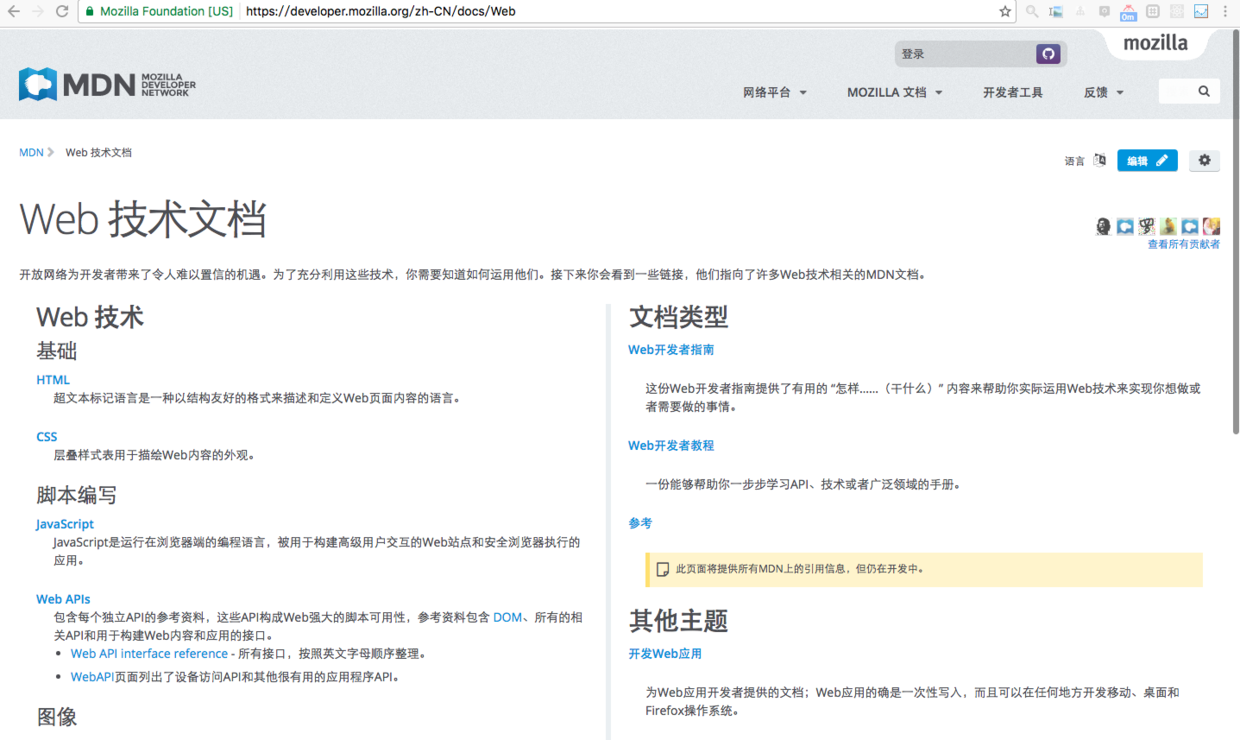 Mozilla Foundation [US]
https://developer.mozilla.org/zh-CN/docs/Web
0m
登录
mozilla
MDN MOZILLA
DEVELOPER
NETWORK
网络平台
MOZILLA 文档
开发者工具
反馈
MDN
Web 技术文档
语言
编辑
Web 技术文档
查看所有贡献者
开放网络为开发者带来了令人难以置信的机遇。为了充分利用这些技术，你需要知道如何运用他们。接下来你会看到一些链接，他们指向了许多Web技术相关的MDN文档。
Web 技术
基础
HTML
超文本标记语言是一种以结构友好的格式来描述和定义Web页面内容的语言。
CSS
层叠样式表用于描绘Web内容的外观。
脚本编写
JavaScript
JavaScript是运行在浏览器端的编程语言，被用于构建高级用户交互的Web站点和安全浏览器执行的
应用。
Web APIs
包含每个独立API的参考资料，这些API构成Web强大的脚本可用性，参考资料包含 DOM、所有的相
关API和用于构建Web内容和应用的接口。
• Web API interface reference - 所有接口，按照英文字母顺序整理。
• WebAPI页面列出了设备访问API和其他很有用的应用程序API。
图像
文档类型
Web开发者指南
这份Web开发者指南提供了有用的 “怎样……（干什么）” 内容来帮助你实际运用Web技术来实现你想做或
者需要做的事情。
Web开发者教程
一份能够帮助你一步步学习API、技术或者广泛领域的手册。
参考
此页面将提供所有MDN上的引用信息，但仍在开发中。
其他主题
开发Web应用
为Web应用开发者提供的文档；Web应用的确是一次性写入，而且可以在任何地方开发移动、桌面和
Firefox操作系统。